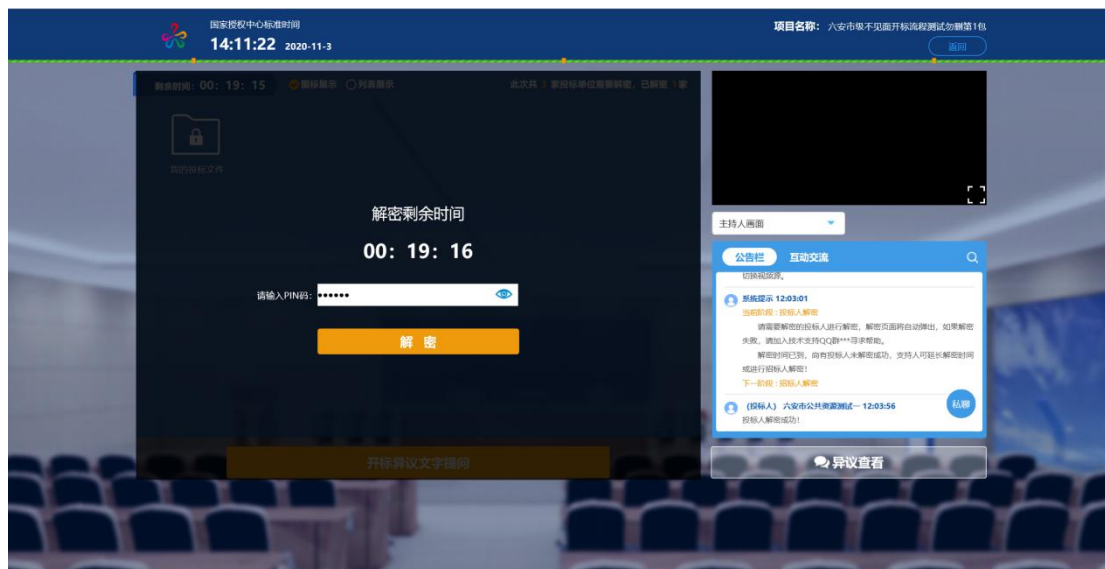 国家授权中心标准时间
14:11:22 2020-11-3
项目名称： 六安市级不见面开标流程测试勿删第1包
返回
剩余时间：00：19：15 图标展示 列表展示
此次共 家投标单位需要解密，已解密 家
我的投标文件
解密剩余时间
00：19：16
请输入PIN码：••••••
解 密
开标异议文字提问
主持人画面
公告栏 互动交流
切换视频源。
系统提示 12:03:01
当前阶段：投标人解密
请需要解密的投标人进行解密，解密页面将自动弹出，如果解密
失败，请加入技术支持QQ群***寻求帮助。
解密时间已到，尚有投标人未解密成功，支持人可延长解密时间
或进行招标人解密！
下一阶段：招标人解密
(投标人) 六安市公共资源测试一 12:03:56
投标人解密成功！
私聊
异议查看